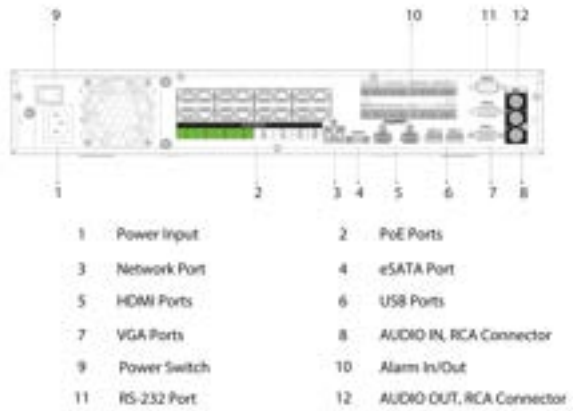 9 10 11 12
1 2 3 4 5 6 7 8
1 Power Input 2 PoE Ports
3 Network Port 4 eSATA Port
5 HDMI Ports 6 USB Ports
7 VGA Ports 8 AUDIO IN, RCA Connector
9 Power Switch 10 Alarm In/Out
11 RS-232 Port 12 AUDIO OUT, RCA Connector